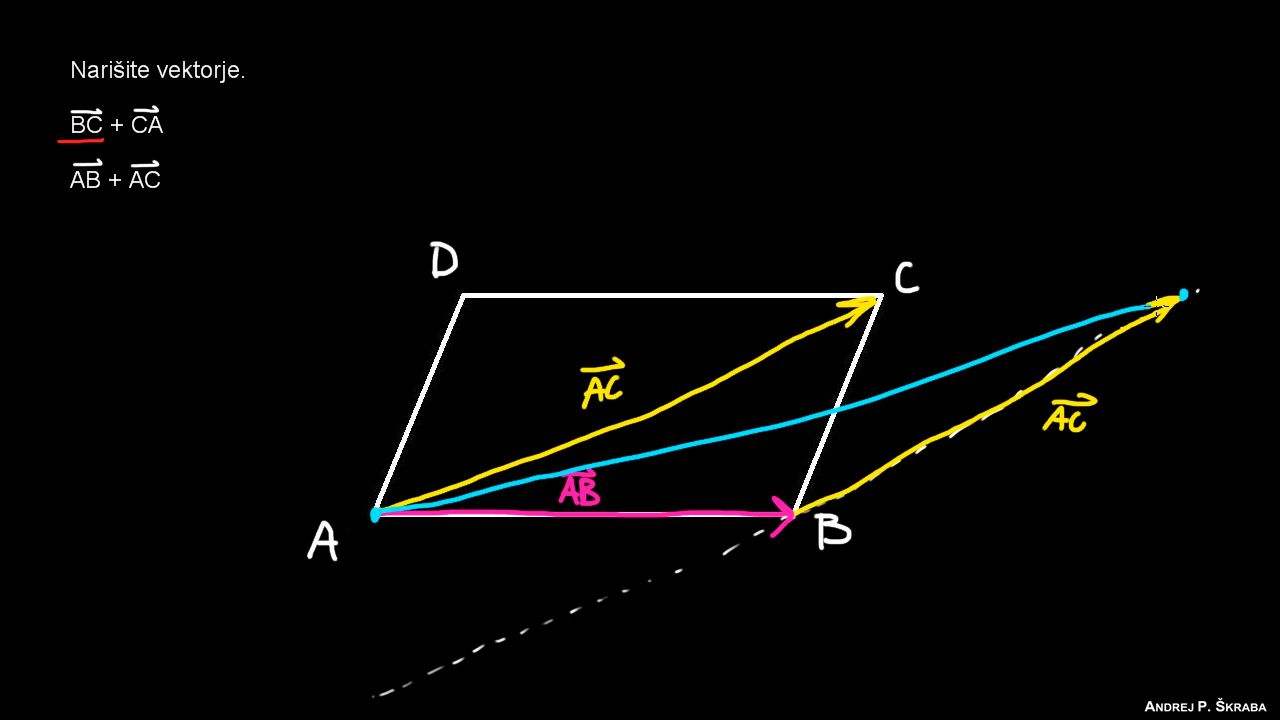 Narišite vektorje.
BC + CA
AB + AC
D
C
AC
AC
AB
A
B
ANDREJ P. ŠKRABA